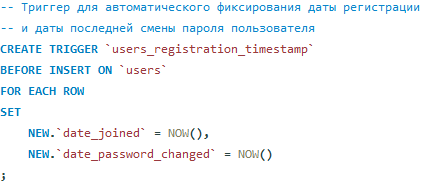 -- Триггер для автоматического фиксирования даты регистрации
-- и даты последней смены пароля пользователя
CREATE TRIGGER `users_registration_timestamp`
BEFORE INSERT ON `users`
FOR EACH ROW
SET
    NEW.`date_joined` = NOW(),
    NEW.`date_password_changed` = NOW()
;